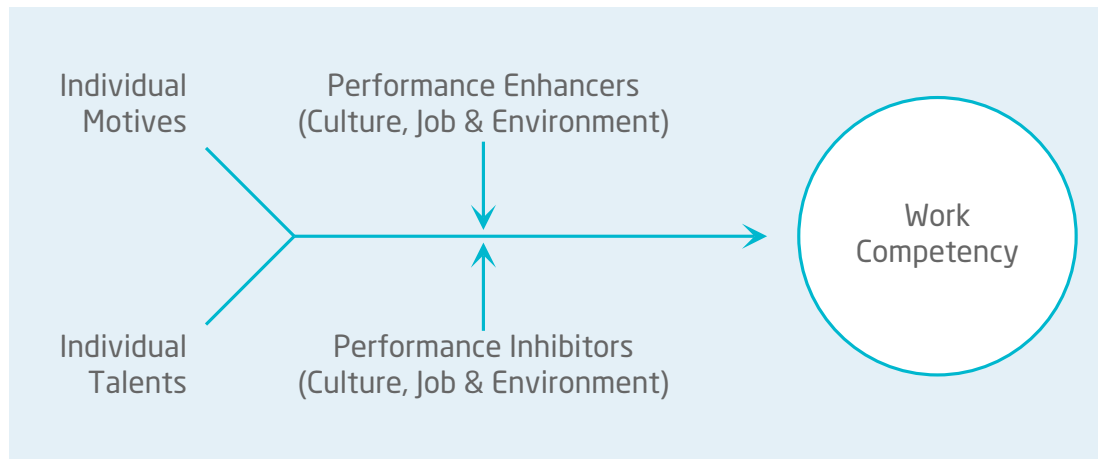 Individual
Motives
Performance Enhancers
(Culture, Job & Environment)
Work
Competency
Individual
Talents
Performance Inhibitors
(Culture, Job & Environment)